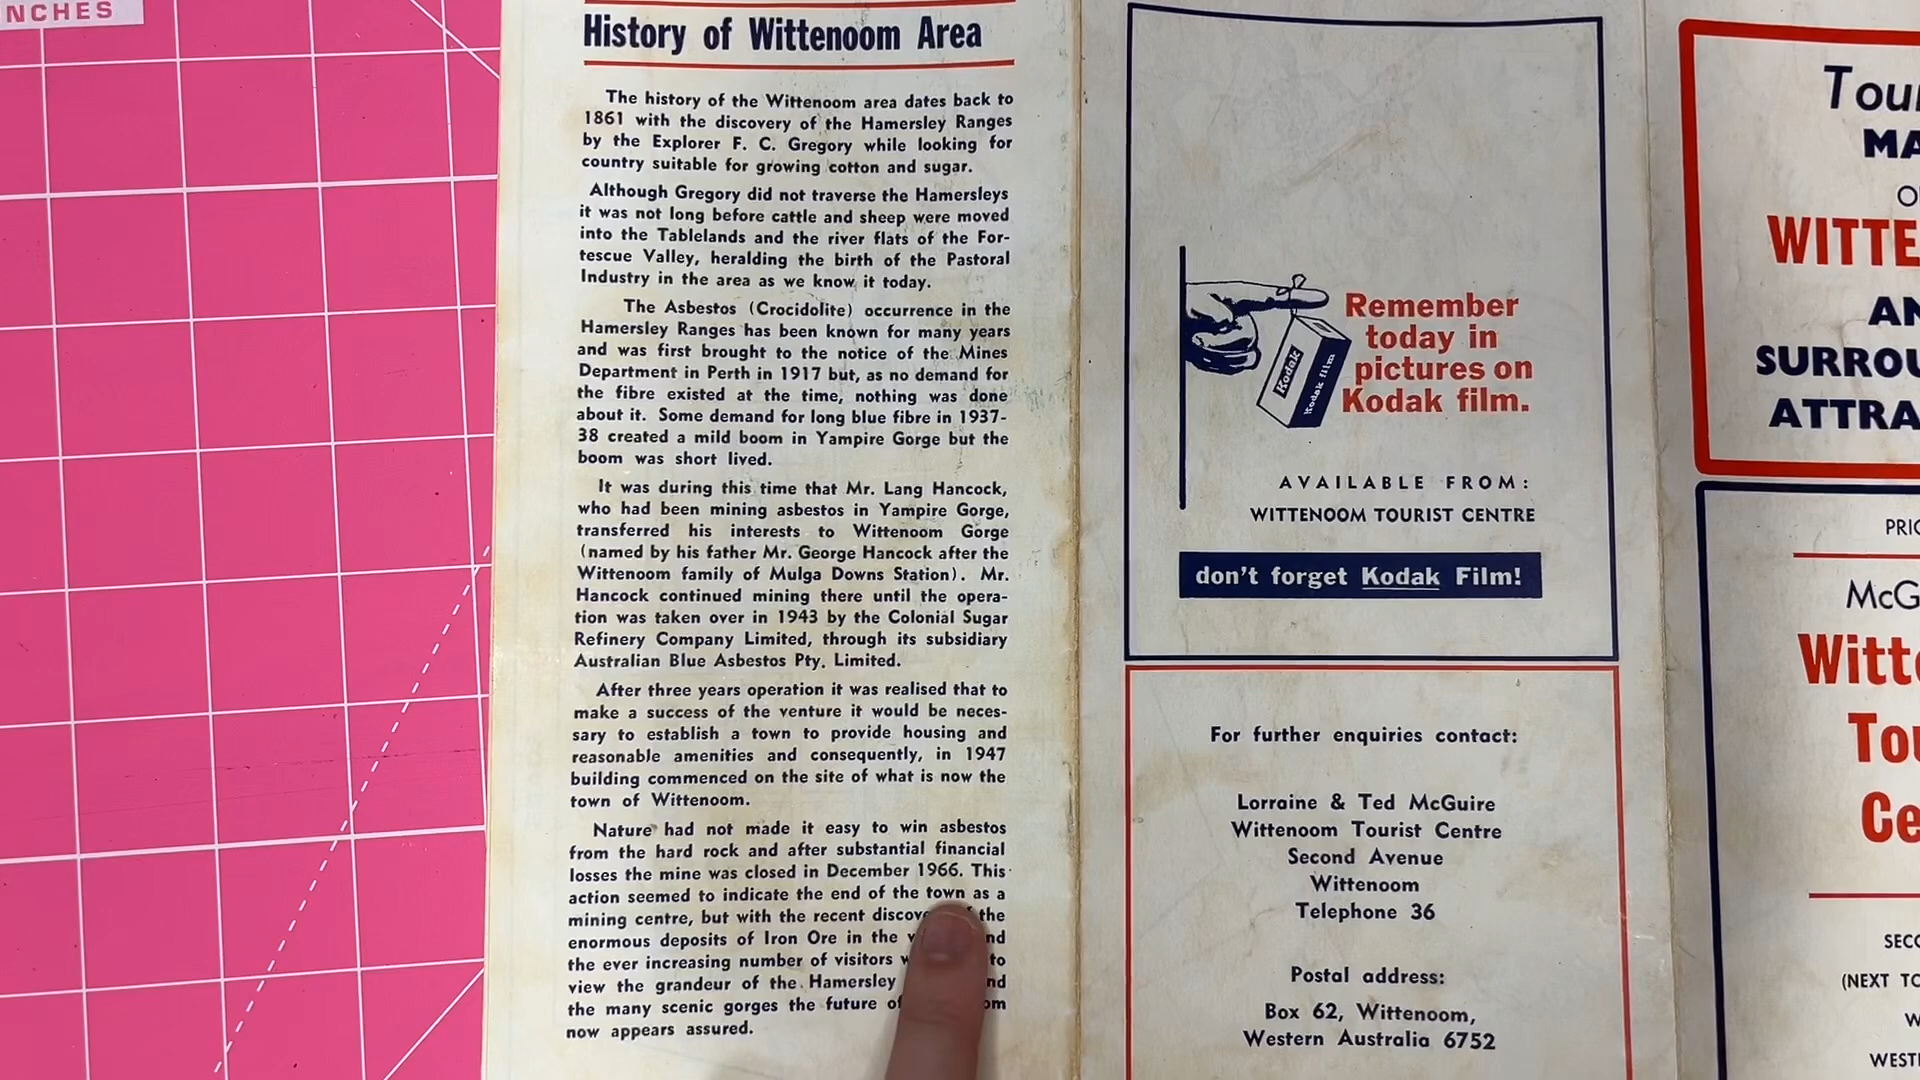 INCHES
History of Wittenoom Area
The history of the Wittenoom area dates back to
1861 with the discovery of the Hamersley Ranges
by the Explorer F. C. Gregory while looking for
country suitable for growing cotton and sugar.
Although Gregory did not traverse the Hamersleys
it was not long before cattle and sheep were moved
into the Tablelands and the river flats of the For-
tescue Valley, heralding the birth of the Pastoral
Industry in the area as we know it today.
The Asbestos (Crocidolite) occurrence in the
Hamersley Ranges has been known for many years
and was first brought to the notice of the Mines
Department in Perth in 1917 but, as no demand for
the fibre existed at the time, nothing was done
about it. Some demand for long blue fibre in 1937-
38 created a mild boom in Yampire Gorge but the
boom was short lived.
It was during this time that Mr. Lang Hancock,
who had been mining asbestos in Yampire Gorge,
transferred his interests to Wittenoom Gorge
(named by his father Mr. George Hancock after the
Wittenoom family of Mulga Downs Station). Mr.
Hancock continued mining there until the opera-
tion was taken over in 1943 by the Colonial Sugar
Refinery Company Limited, through its subsidiary
Australian Blue Asbestos Pty. Limited.
After three years operation it was realised that to
make a success of the venture it would be neces-
sary to establish a town to provide housing and
reasonable amenities and consequently, in 1947
building commenced on the site of what is now the
town of Wittenoom.
Nature had not made it easy to win asbestos
from the hard rock and after substantial financial
losses the mine was closed in December 1966. This
action seemed to indicate the end of the town as a
mining centre, but with the recent the
enormous deposits of Iron Ore in the
the ever increasing number of visitors to
view the grandeur of the Hamersley
the many scenic gorges the future
now appears assured.
Kodak
Kodak film
Remember
today in
pictures on
Kodak film.
AVAILABLE FROM:
WITTENOOM TOURIST CENTRE
don't forget Kodak Film!
For further enquiries contact:
Lorraine & Ted McGuire
Wittenoom Tourist Centre
Second Avenue
Wittenoom
Telephone 36
Postal address:
Box 62, Wittenoom,
Western Australia 6752
Tou
MA
O
WITTE
AN
SURROU
ATTRA
PRIC
McG
Witte
Tou
Ce
SECO
(NEXT TO
W
WEST